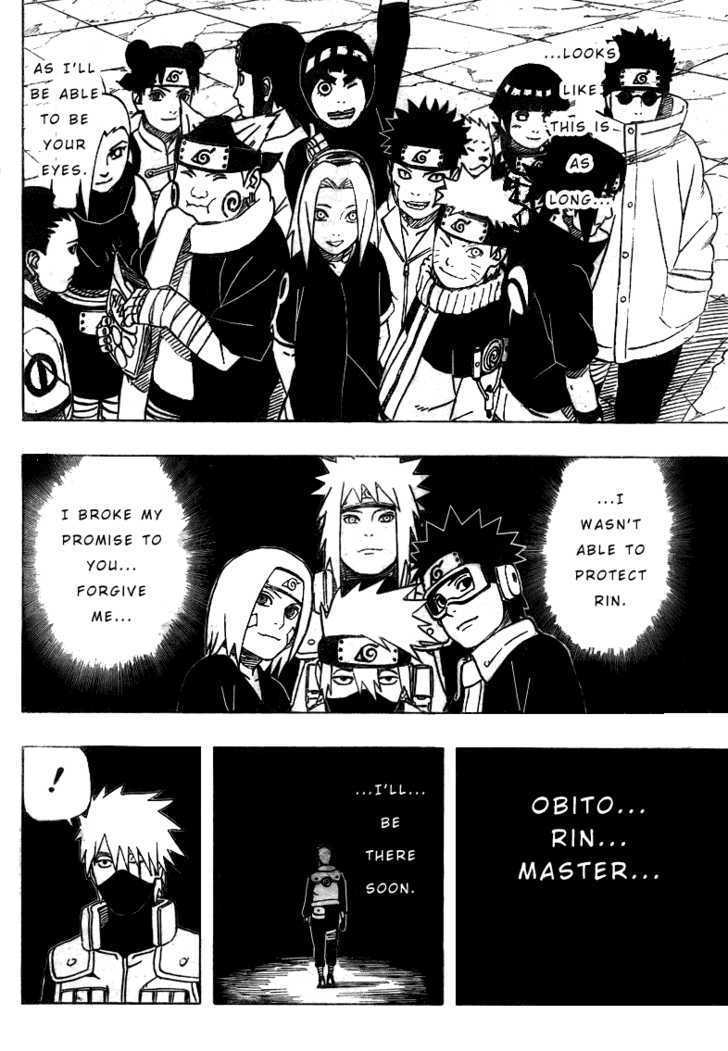 ...LOOKS
LIKE
THIS IS
AS
LONG...
AS I'LL
BE ABLE
TO BE
YOUR
EYES.
...I
WASN'T
ABLE TO
PROTECT
RIN.
I BROKE MY
PROMISE TO
YOU...
FORGIVE
ME...
OBITO...
RIN...
MASTER...
...I'LL...
BE
THERE
SOON.
!